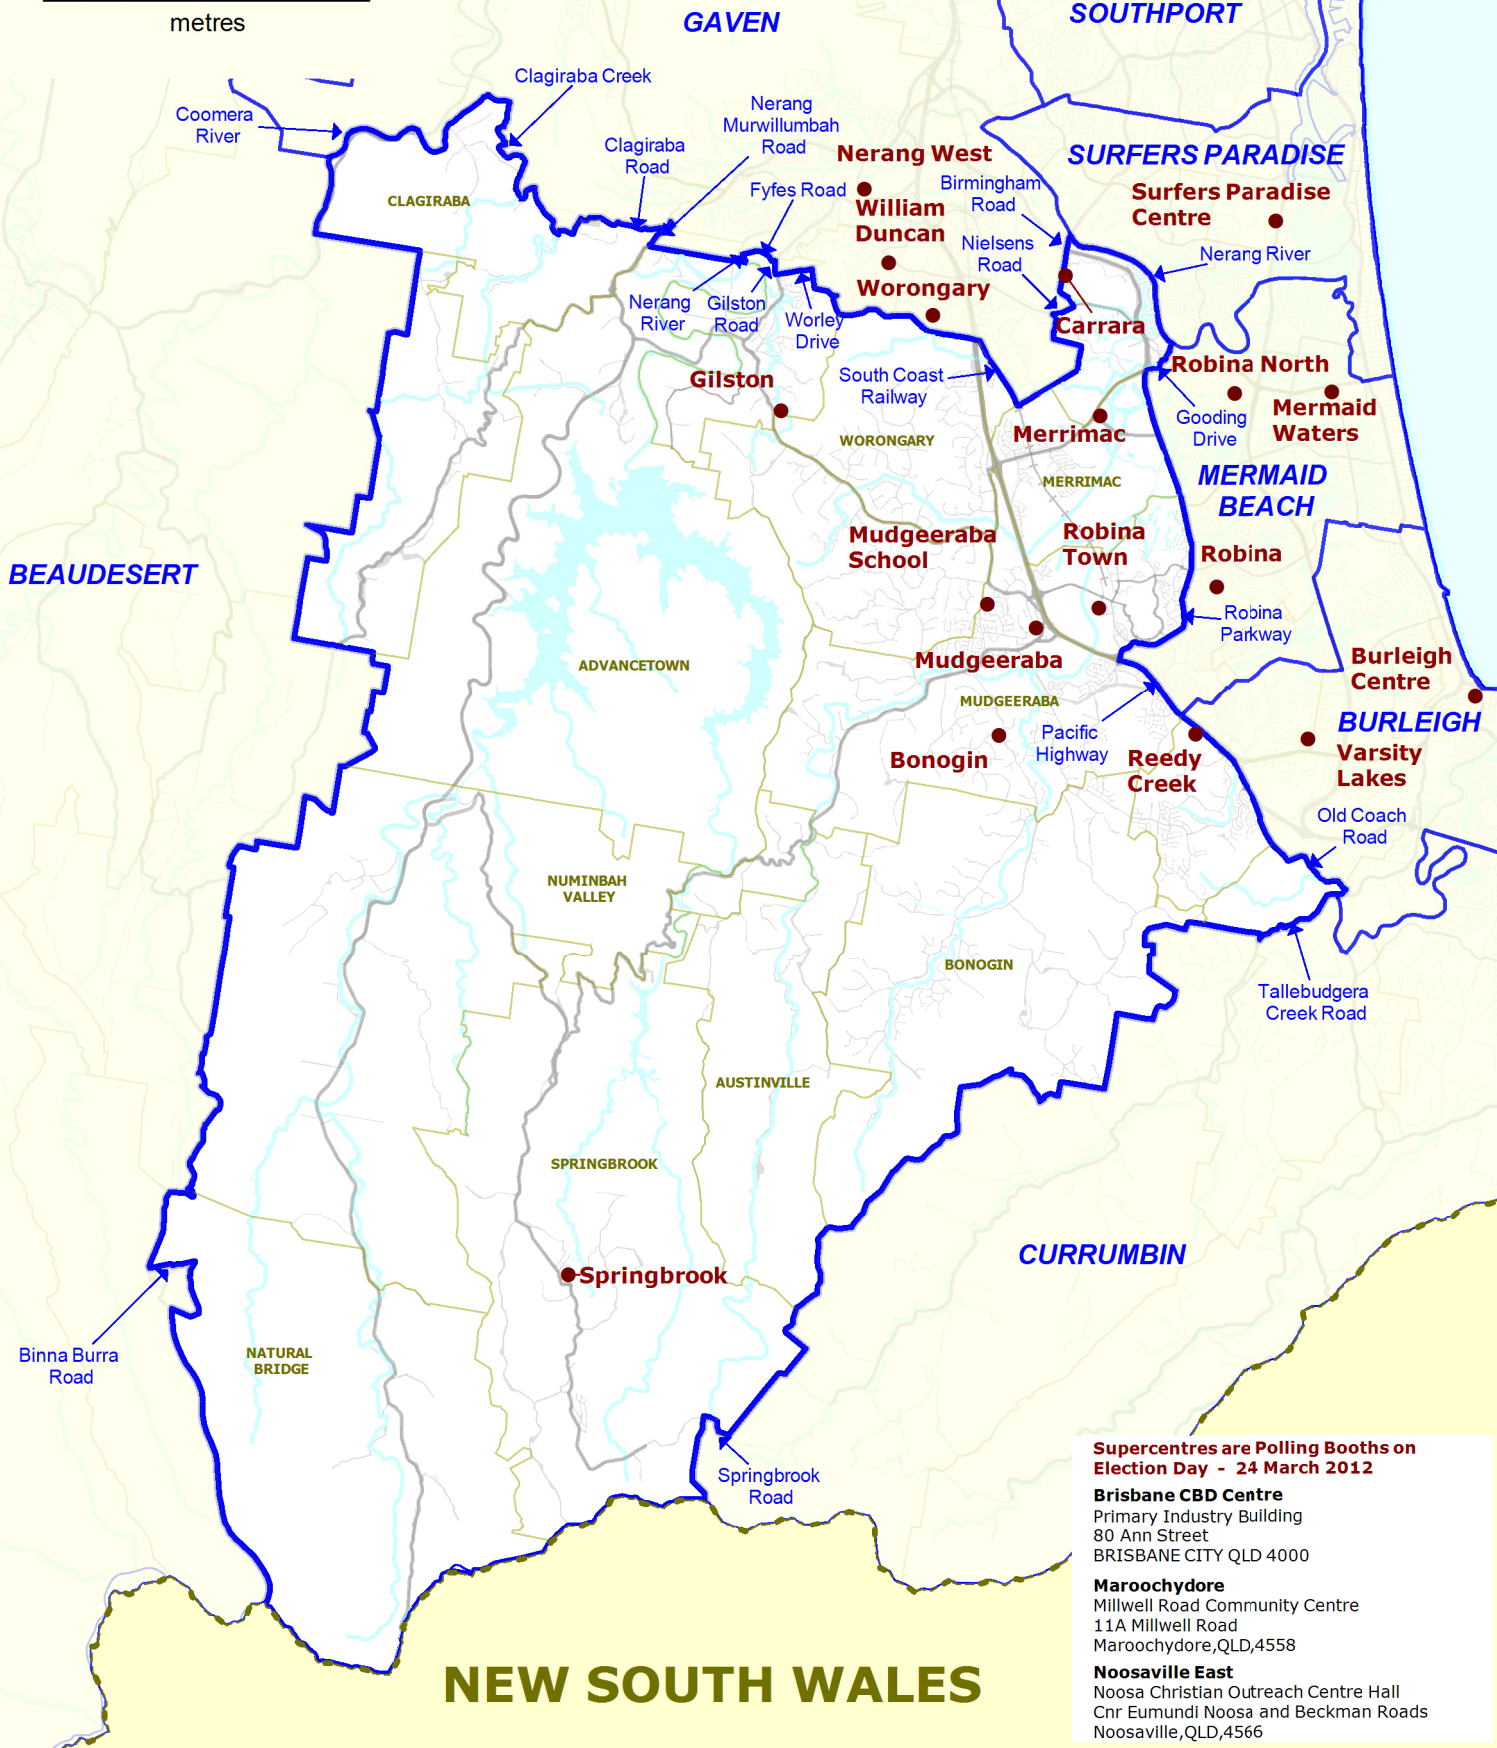 metres
GAVEN
SOUTHPORT
Clagiraba Creek
Coomera
River
Nerang
Murwillumbah
Road
Clagiraba
Road
Nerang West
SURFERS PARADISE
Birmingham
Road
Surfers Paradise
Centre
Fyfes Road
CLAGIRABA
William
Duncan
Nielsens
Road
Nerang River
Worongary
Nerang
River
Gilston
Road
Worley
Drive
Carrara
South Coast
Railway
Robina North
Gilston
Gooding
Drive
Mermaid
Waters
Merrimac
WORONGARY
MERRIMAC
MERMAID
BEACH
Mudgeeraba
School
Robina
Town
Robina
BEAUDESERT
Robina
Parkway
ADVANCETOWN
Mudgeeraba
Burleigh
Centre
MUDGEERABA
Pacific
Highway
BURLEIGH
Bonogin
Reedy
Creek
Varsity
Lakes
Old Coach
Road
NUMINBAH
VALLEY
BONOGIN
Tallebudgera
Creek Road
AUSTINVILLE
SPRINGBROOK
CURRUMBIN
Springbrook
Binna Burra
Road
NATURAL
BRIDGE
Springbrook
Road
Supercentres are Polling Booths on
Election Day - 24 March 2012
Brisbane CBD Centre
Primary Industry Building
80 Ann Street
BRISBANE CITY QLD 4000
Maroochydore
Millwell Road Community Centre
11A Millwell Road
Maroochydore,QLD,4558
Noosaville East
Noosa Christian Outreach Centre Hall
Cnr Eumundi Noosa and Beckman Roads
Noosaville,QLD,4566
NEW SOUTH WALES